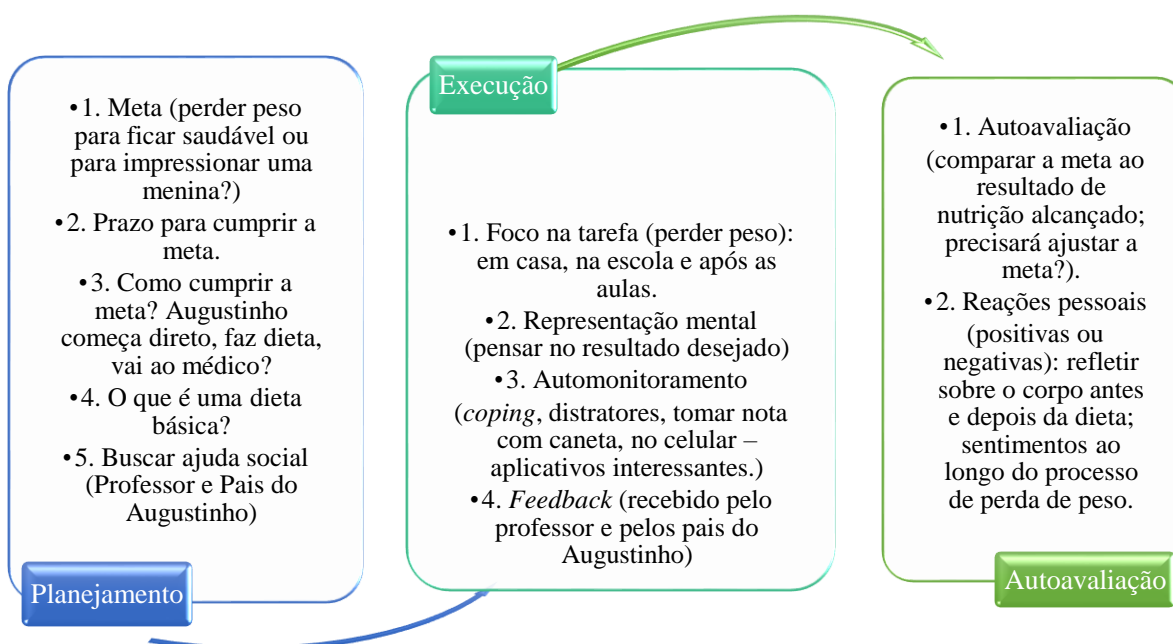 •1. Meta (perder peso
para ficar saudável ou
para impressionar uma
menina?)
•2. Prazo para cumprir a
meta.
•3. Como cumprir a
meta? Augustinho
começa direto, faz dieta,
vai ao médico?
•4. O que é uma dieta
básica?
•5. Buscar ajuda social
(Professor e Pais do
Augustinho)
Planejamento
Execução
•1. Foco na tarefa (perder peso):
em casa, na escola e após as
aulas.
•2. Representação mental
(pensar no resultado desejado)
•3. Automonitoramento
(coping, distratores, tomar nota
com caneta, no celular –
aplicativos interessantes.)
•4. Feedback (recebido pelo
professor e pelos pais do
Augustinho)
•1. Autoavaliação
(comparar a meta ao
resultado de
nutrição alcançado;
precisará ajustar a
meta?).
•2. Reações pessoais
(positivas ou
negativas): refletir
sobre o corpo antes
e depois da dieta;
sentimentos ao
longo do processo
de perda de peso.
Autoavaliação